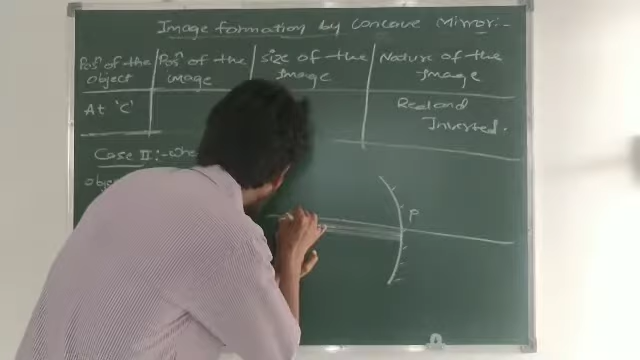 Image formation by concave Mirror:-
Posn of the object
Posn of the image
size of the Image
Nature of the Image
At 'C'
Real and Inverted.
Case II:-
P